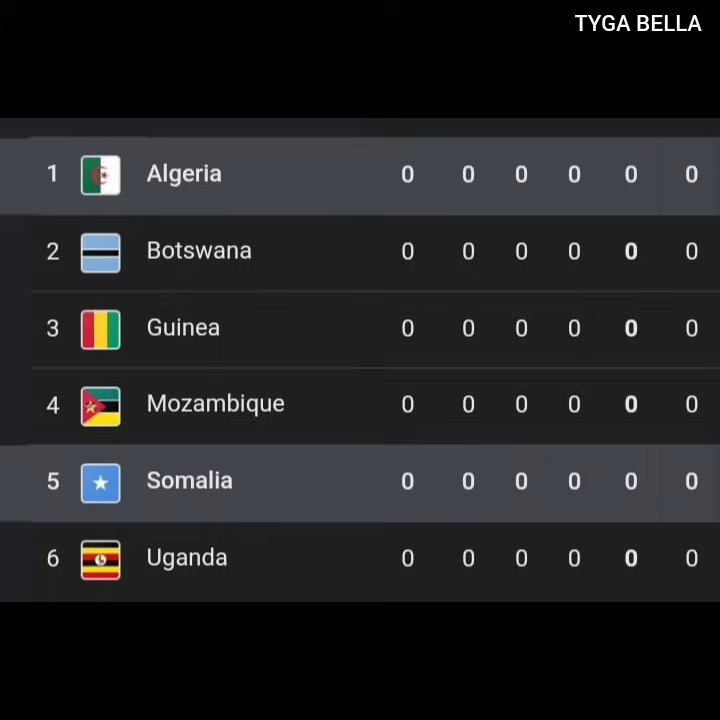 TYGA BELLA
1 Algeria 0 0 0 0 0 0
2 Botswana 0 0 0 0 0 0
3 Guinea 0 0 0 0 0 0
4 Mozambique 0 0 0 0 0 0
5 Somalia 0 0 0 0 0 0
6 Uganda 0 0 0 0 0 0